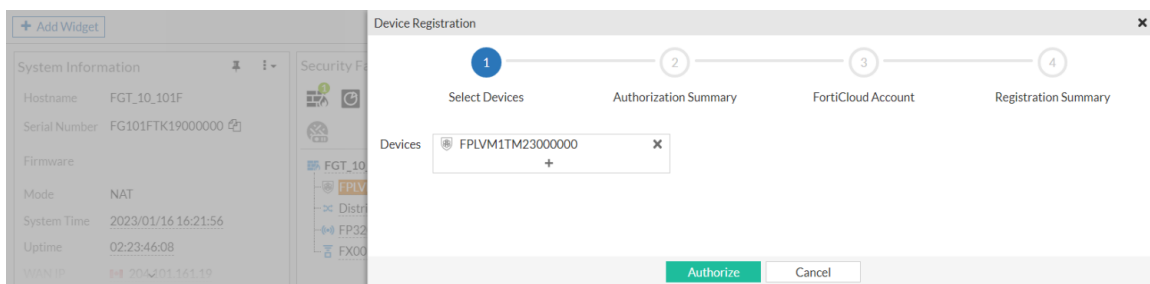 + Add Widget
Device Registration
System Information
Security Fa
1
2
3
4
Select Devices
Authorization Summary
FortiCloud Account
Registration Summary
Hostname FGT_10_101F
Serial Number FG101FTK19000000
Firmware
Mode NAT
System Time 2023/01/16 16:21:56
Uptime 02:23:46:08
WAN IP
1
FGT_10
FPLV
Distri
FP32
FX00
Devices FPLVM1TM23000000
+
Authorize
Cancel